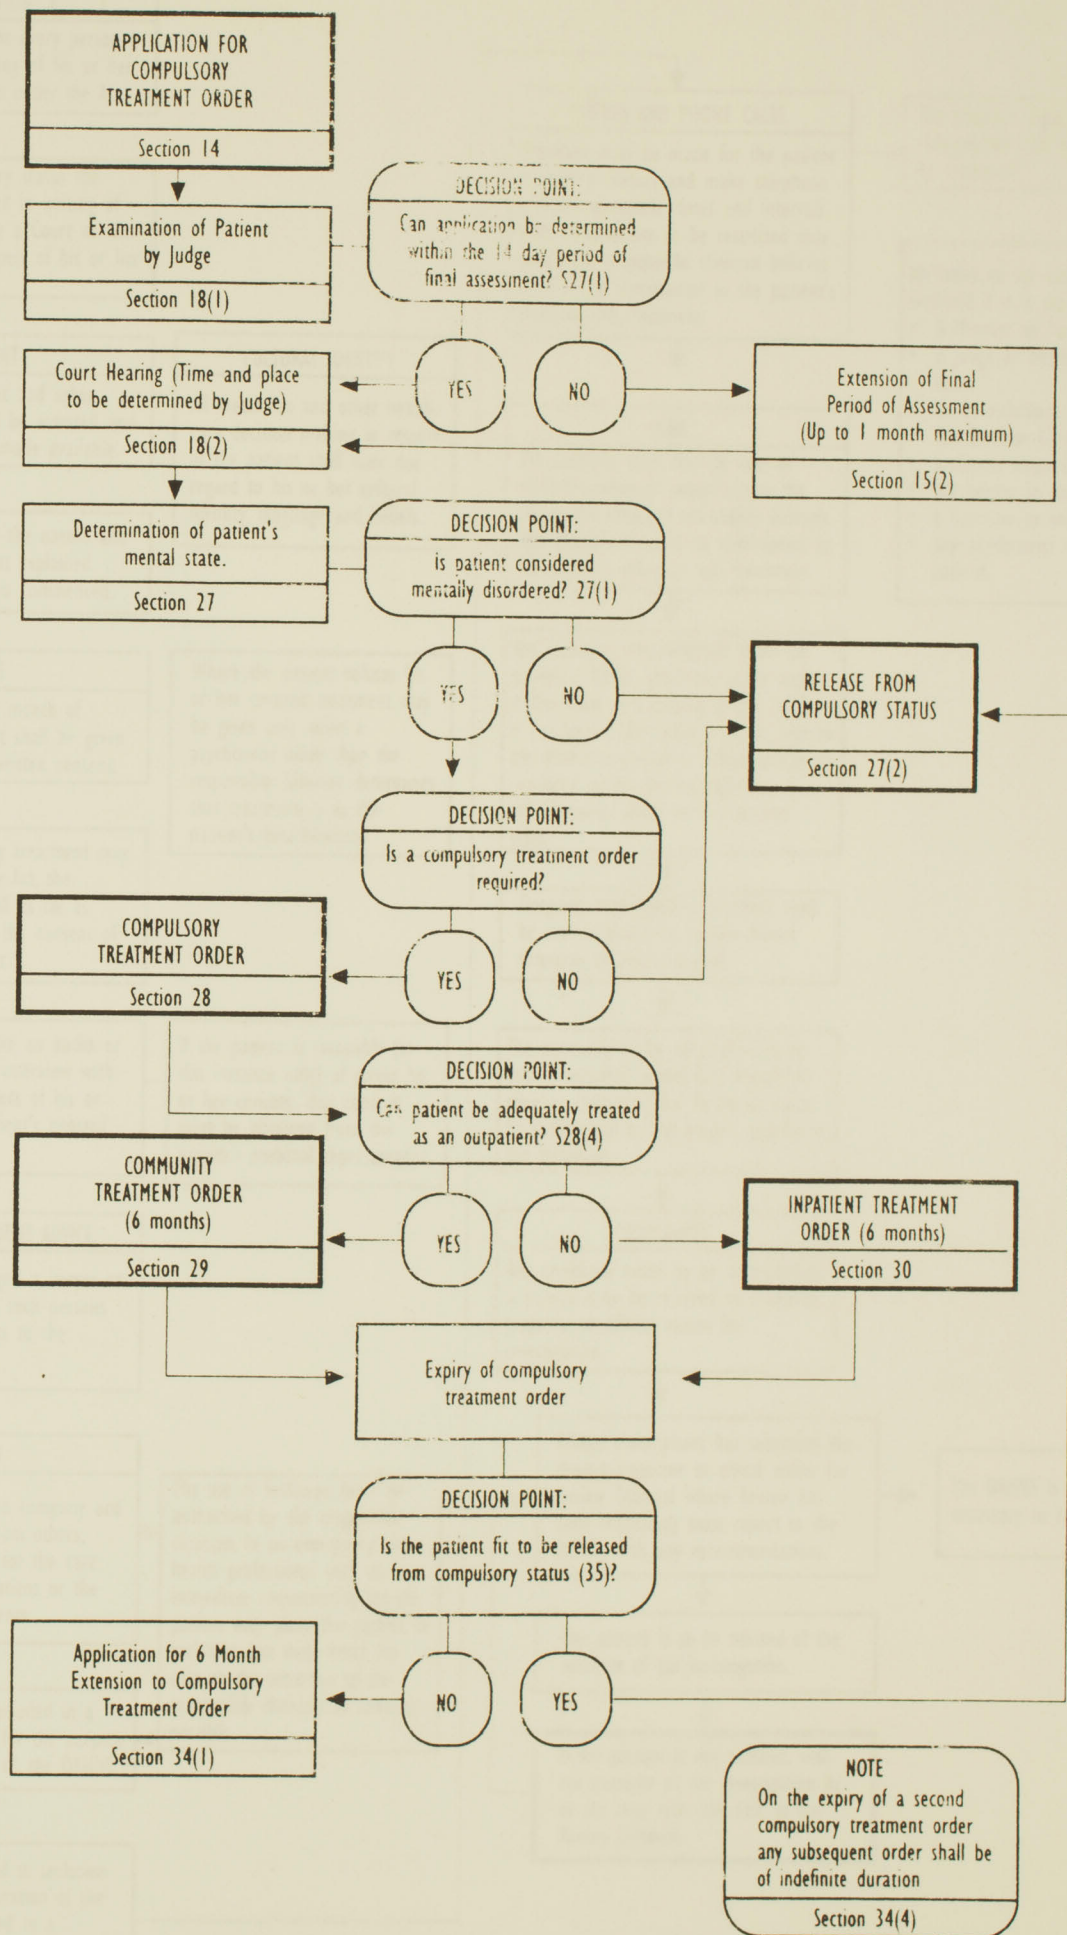 APPLICATION FOR
COMPULSORY
TREATMENT ORDER
Section 14
Examination of Patient
by Judge
Section 18(1)
DECISION POINT:
Can application be determined
within the 14 day period of
final assessment? S27(1)
YES
NO
Court Hearing (Time and place
to be determined by Judge)
Section 18(2)
Extension of Final
Period of Assessment
(Up to 1 month maximum)
Section 15(2)
Determination of patient's
mental state.
Section 27
DECISION POINT:
Is patient considered
mentally disordered? 27(1)
YES
NO
RELEASE FROM
COMPULSORY STATUS
Section 27(2)
DECISION POINT:
Is a compulsory treatment order
required?
COMPULSORY
TREATMENT ORDER
Section 28
YES
NO
DECISION POINT:
Can patient be adequately treated
as an outpatient? S28(4)
COMMUNITY
TREATMENT ORDER
(6 months)
Section 29
YES
NO
INPATIENT TREATMENT
ORDER (6 months)
Section 30
Expiry of compulsory
treatment order
DECISION POINT:
Is the patient fit to be released
from compulsory status (35)?
Application for 6 Month
Extension to Compulsory
Treatment Order
Section 34(1)
NO
YES
NOTE
On the expiry of a second
compulsory treatment order
any subsequent order shall be
of indefinite duration
Section 34(4)